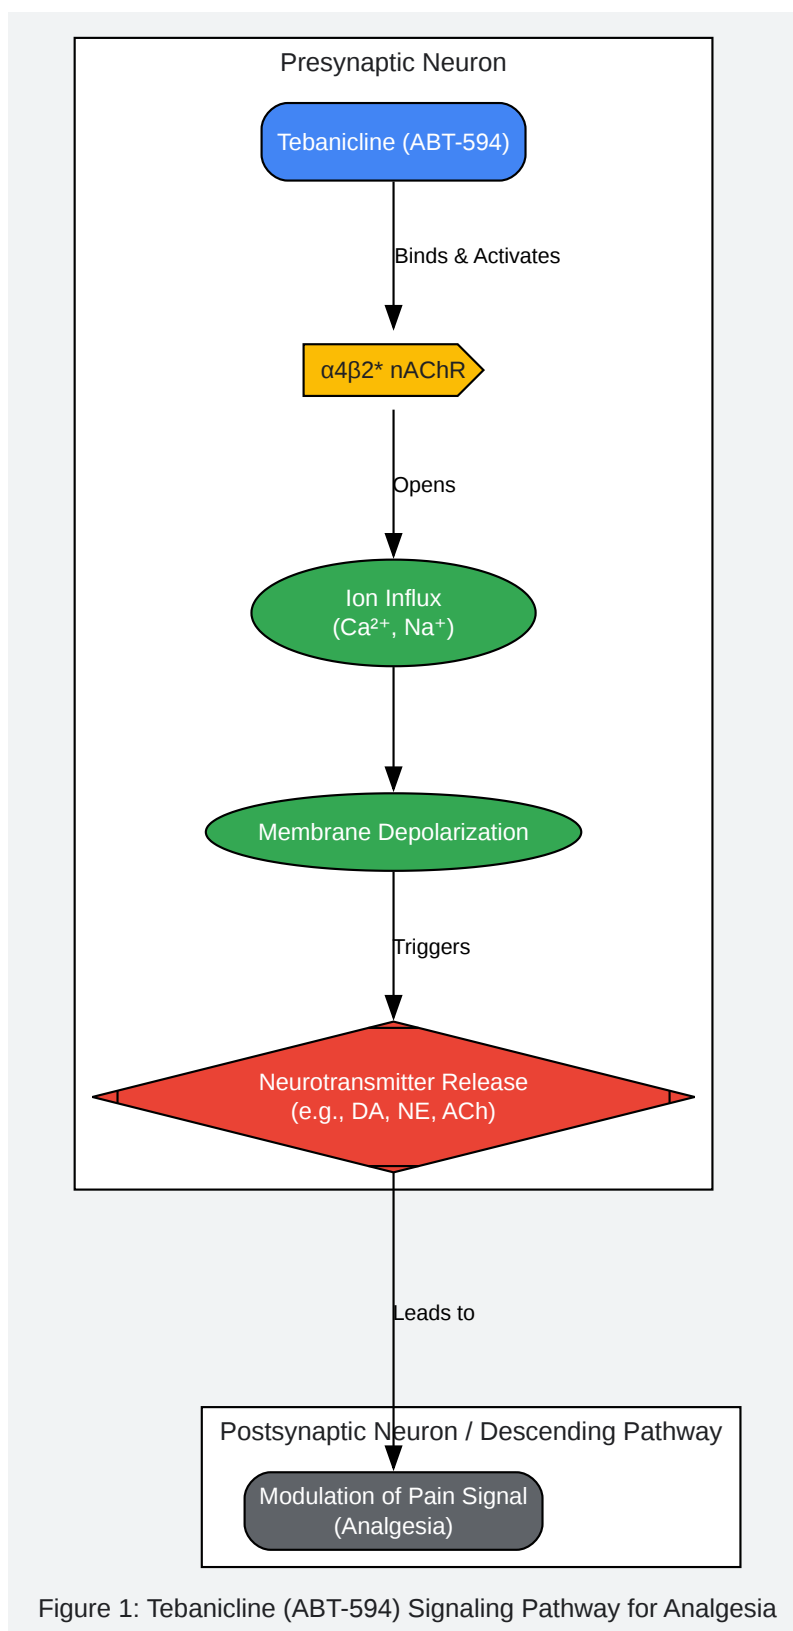 Presynaptic Neuron
Tebanicline (ABT-594)
Binds & Activates
α4β2* nAChR
Opens
Ion Influx
(Ca²⁺, Na⁺)
Membrane Depolarization
Triggers
Neurotransmitter Release
(e.g., DA, NE, ACh)
Leads to
Postsynaptic Neuron / Descending Pathway
Modulation of Pain Signal
(Analgesia)
Figure 1: Tebanicline (ABT-594) Signaling Pathway for Analgesia